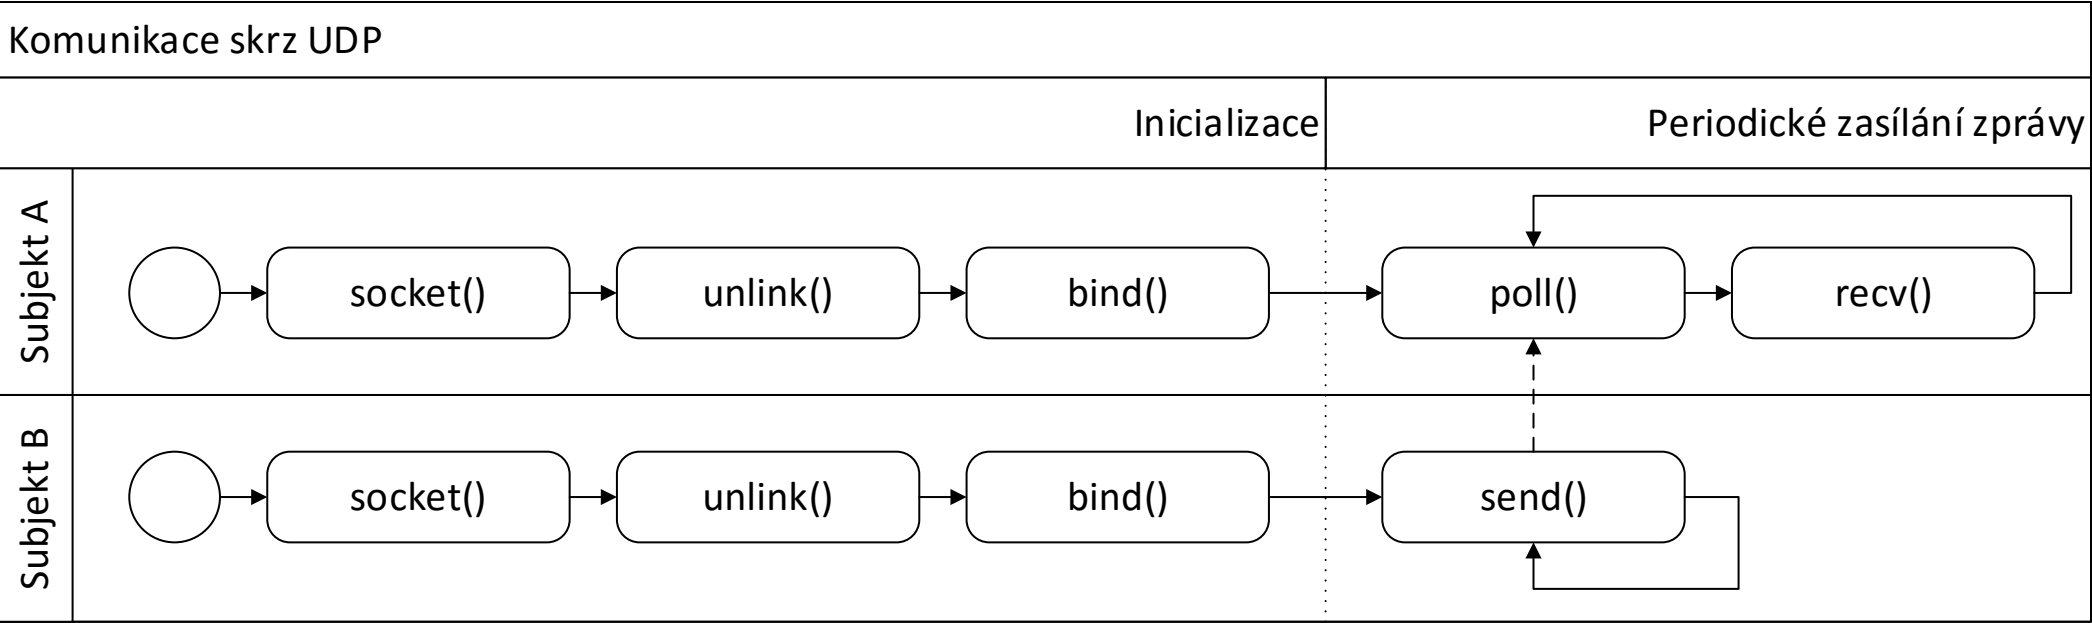 Komunikace skrz UDP
Inicializace
Periodické zasílání zprávy
Subjekt A
socket()
unlink()
bind()
poll()
recv()
Subjekt B
socket()
unlink()
bind()
send()